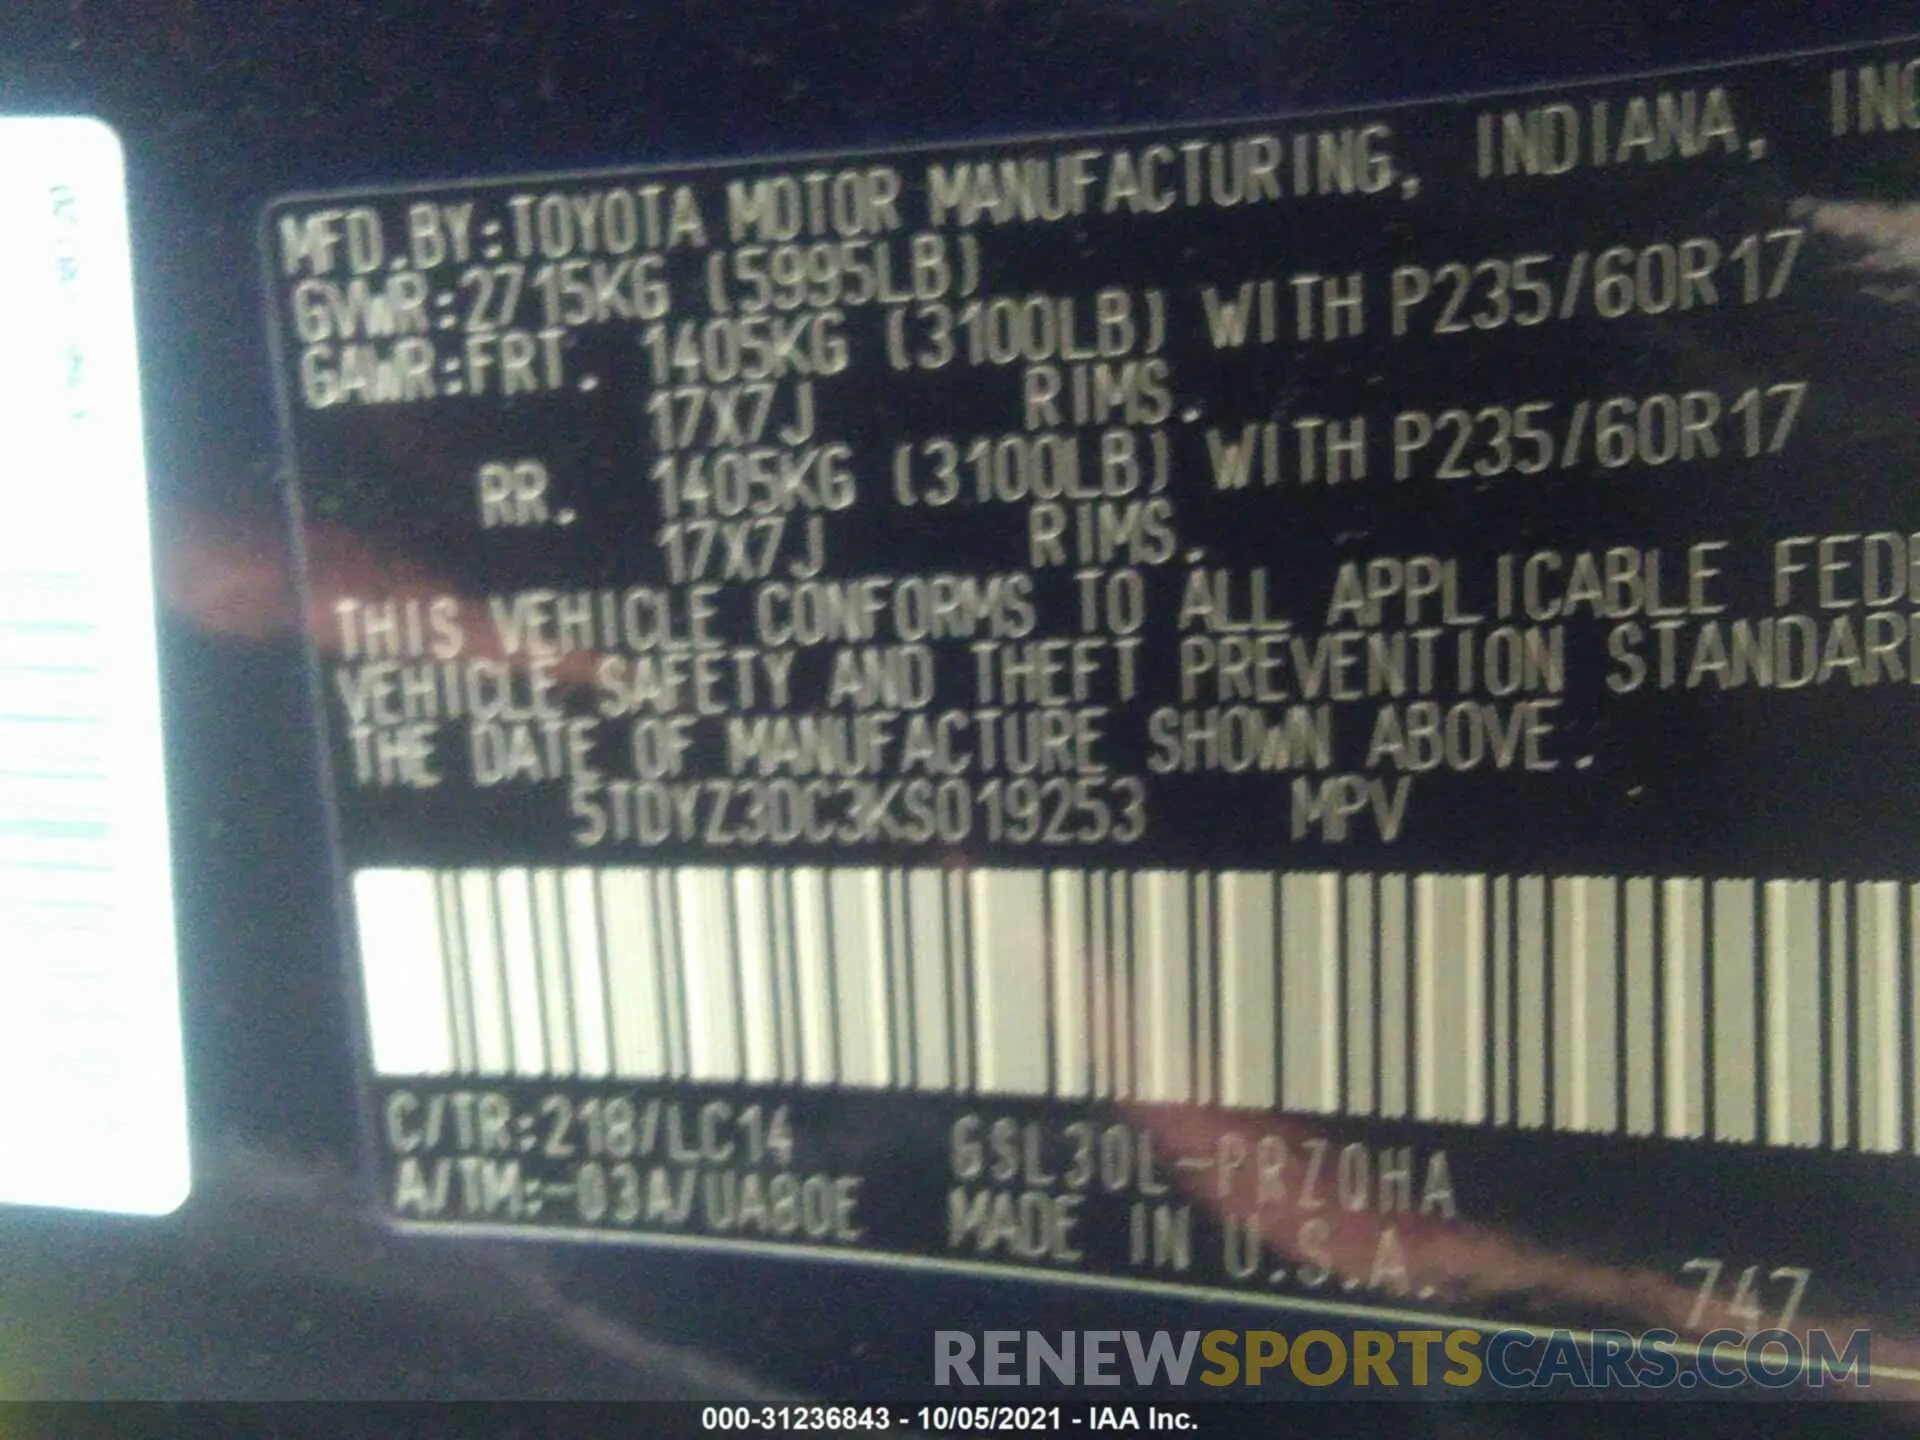 MFD.BY:TOYOTA MOTOR MANUFACTURING, INDIANA, INC
GVWR:2715KG (5995LB)
GAWR:FRT. 1405KG (3100LB) WITH P235/60R17
17X7J RIMS.
RR. 1405KG (3100LB) WITH P235/60R17
17X7J RIMS.
THIS VEHICLE CONFORMS TO ALL APPLICABLE FEDE
VEHICLE SAFETY AND THEFT PREVENTION STANDARD
THE DATE OF MANUFACTURE SHOWN ABOVE.
5TDYZ3DC3KS019253 MPV
C/TR:218/LC14 GSL30L-PRZQHA
A/TM:-03A/UA80E MADE IN U.S.A.
747
RENEWSPORTSCARS.COM
000-31236843 - 10/05/2021 - IAA Inc.